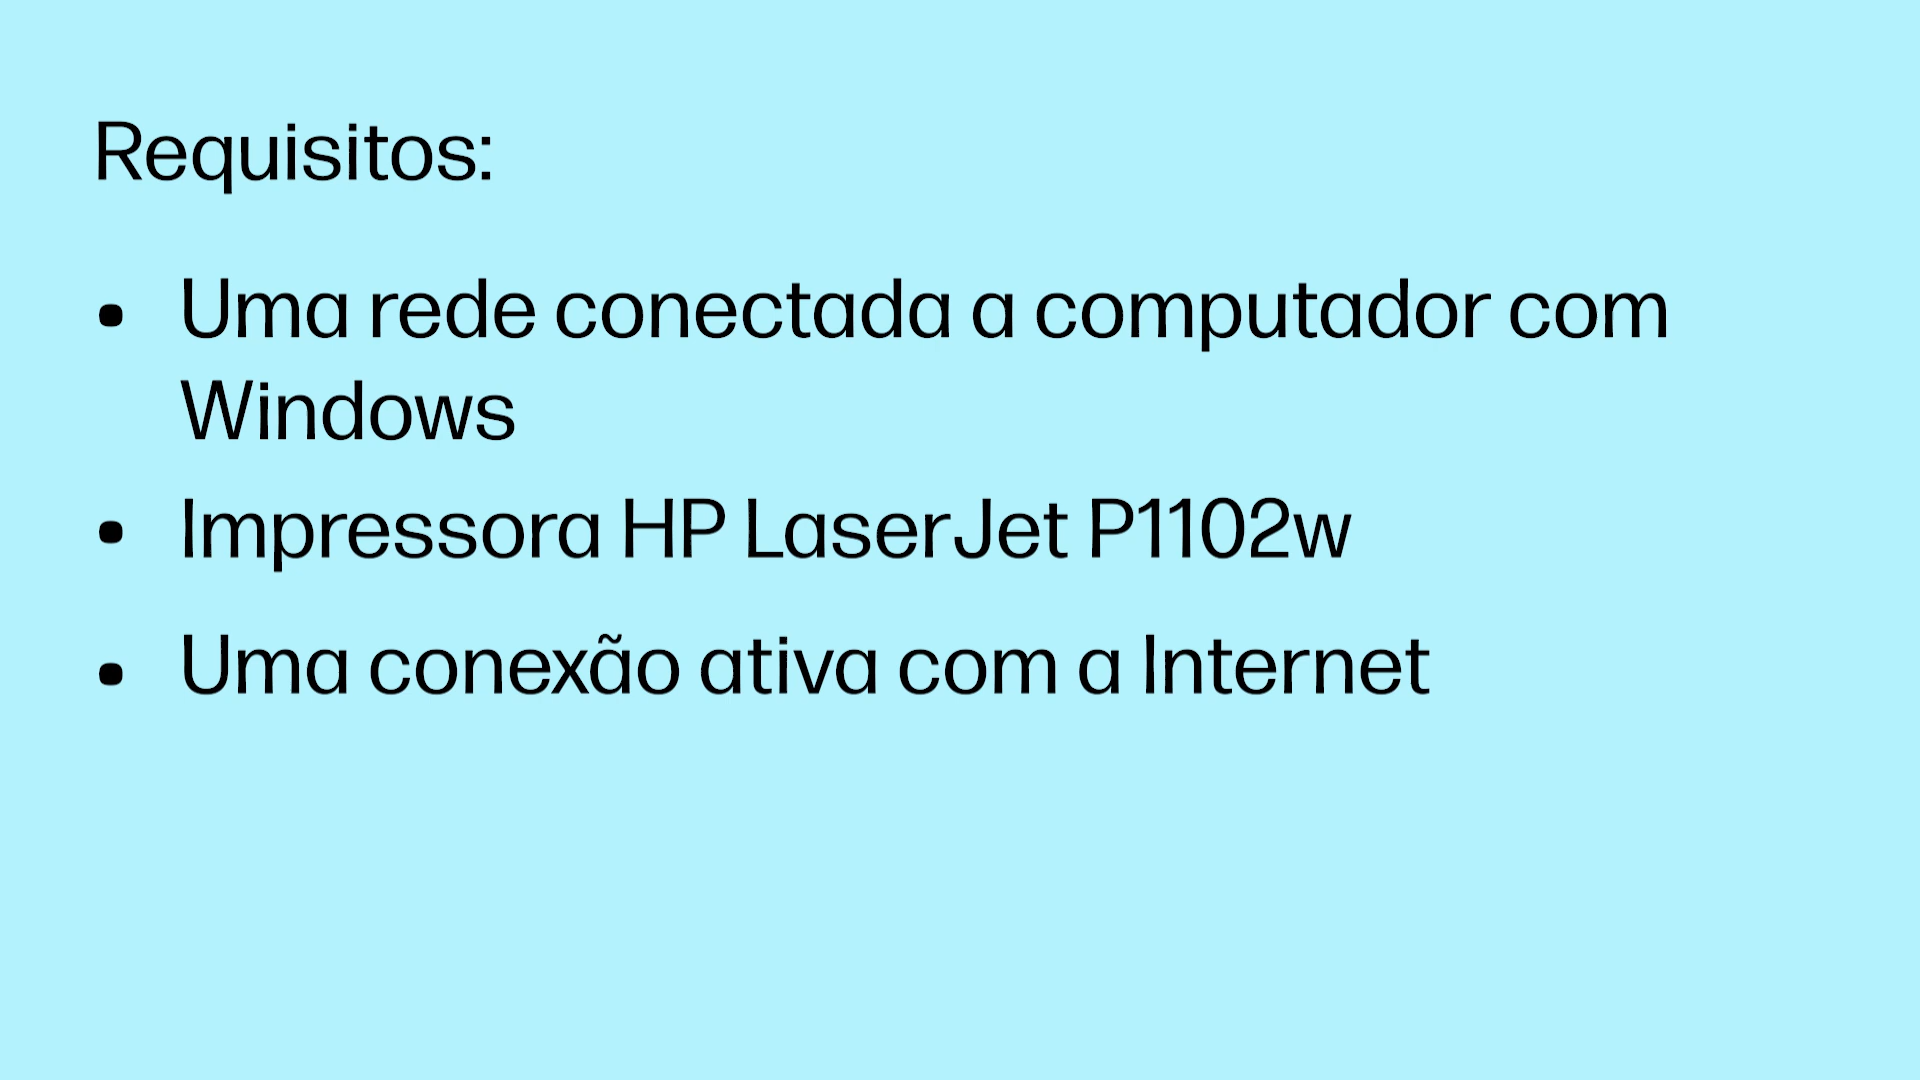 Requisitos:
• Uma rede conectada a computador com
Windows
• Impressora HP LaserJet P1102w
• Uma conexão ativa com a Internet